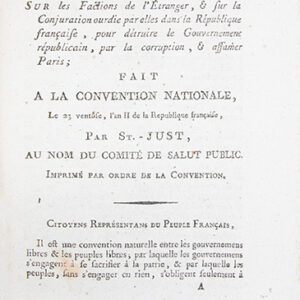 SUR les Factions de l'Étranger, & sur la
Conjuration ourdie par elles dans la République
française, pour détruire le Gouvernement
républicain, par la corruption, & affamer
Paris;
FAIT
A LA CONVENTION NATIONALE,
Le 23 ventôse, l'an II de la République française,
PAR ST.-JUST,
AU NOM DU COMITÉ DE SALUT PUBLIC.
IMPRIMÉ PAR ORDRE DE LA CONVENTION.
CITOYENS REPRÉSENTANS DU PEUPLE FRANÇAIS,
Il est une convention naturelle entre les gouvernemens
libres & les peuples libres, par laquelle les gouvernemens
s'engagent à se sacrifier à la patrie, & par laquelle les
peuples, sans s'engager en rien, s'obligent seulement à
A